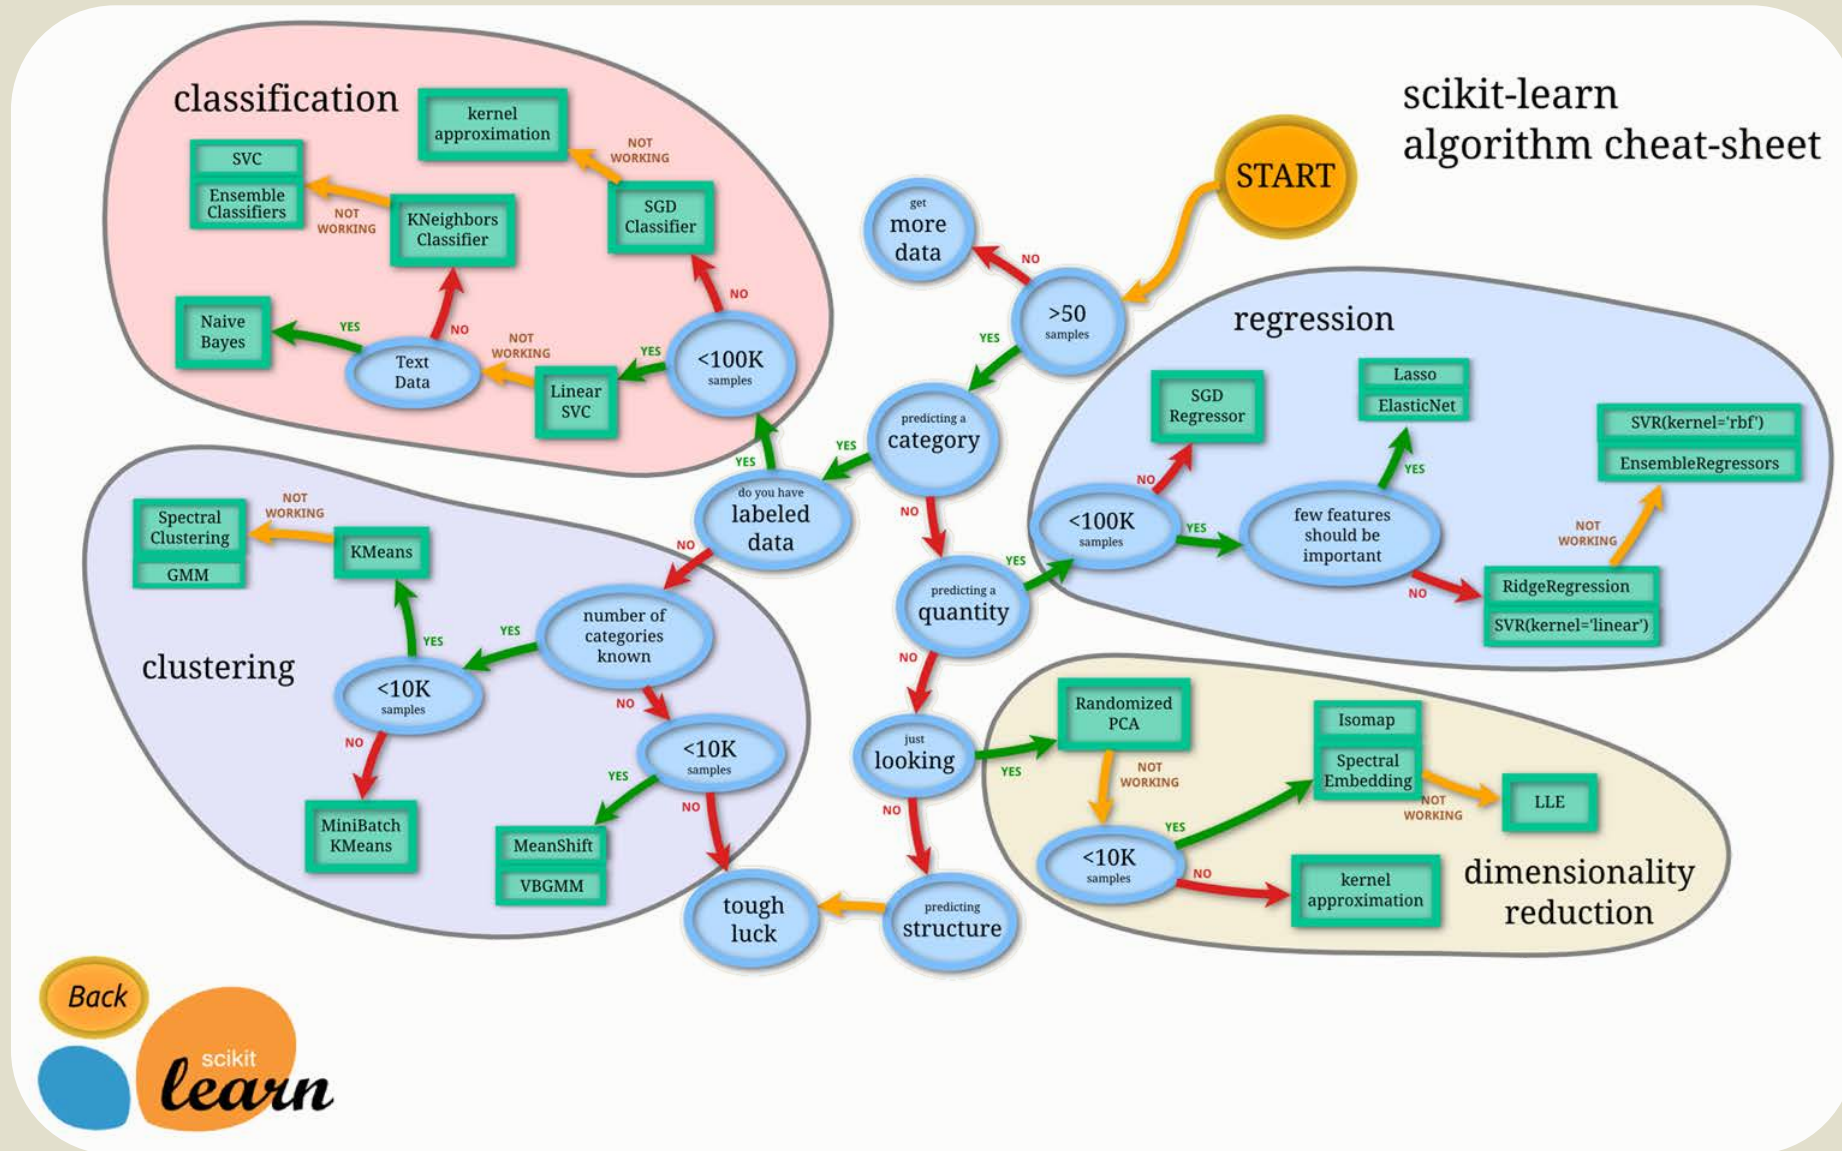 scikit-learn
algorithm cheat-sheet
START
classification
kernel
approximation
NOT
WORKING
SVC
Ensemble
Classifiers
NOT
WORKING
KNeighbors
Classifier
SGD
Classifier
NO
Naive
Bayes
YES
NO
Text
Data
NOT
WORKING
Linear
SVC
YES
<100K
samples
get
more
data
NO
>50
samples
YES
predicting a
category
YES
NO
YES
do you have
labeled
data
NO
predicting a
quantity
YES
NO
just
looking
YES
NO
predicting
structure
tough
luck
regression
SGD
Regressor
Lasso
ElasticNet
SVR(kernel='rbf')
EnsembleRegressors
NO
YES
<100K
samples
YES
few features
should be
important
NOT
WORKING
NO
RidgeRegression
SVR(kernel='linear')
clustering
Spectral
Clustering
GMM
NOT
WORKING
KMeans
number of
categories
known
YES
YES
NO
<10K
samples
NO
<10K
samples
YES
NO
MiniBatch
KMeans
MeanShift
VBGMM
Randomized
PCA
NOT
WORKING
Isomap
Spectral
Embedding
NOT
WORKING
LLE
YES
<10K
samples
NO
kernel
approximation
dimensionality
reduction
Back
scikit
learn